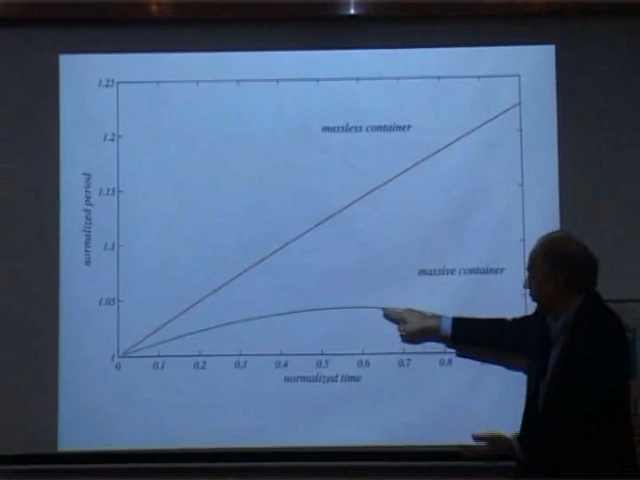 1.25
massless container
1.2
1.15
normalized period
1.1
massive container
1.05
1
0 0.1 0.2 0.3 0.4 0.5 0.6 0.7 0.8
normalized time